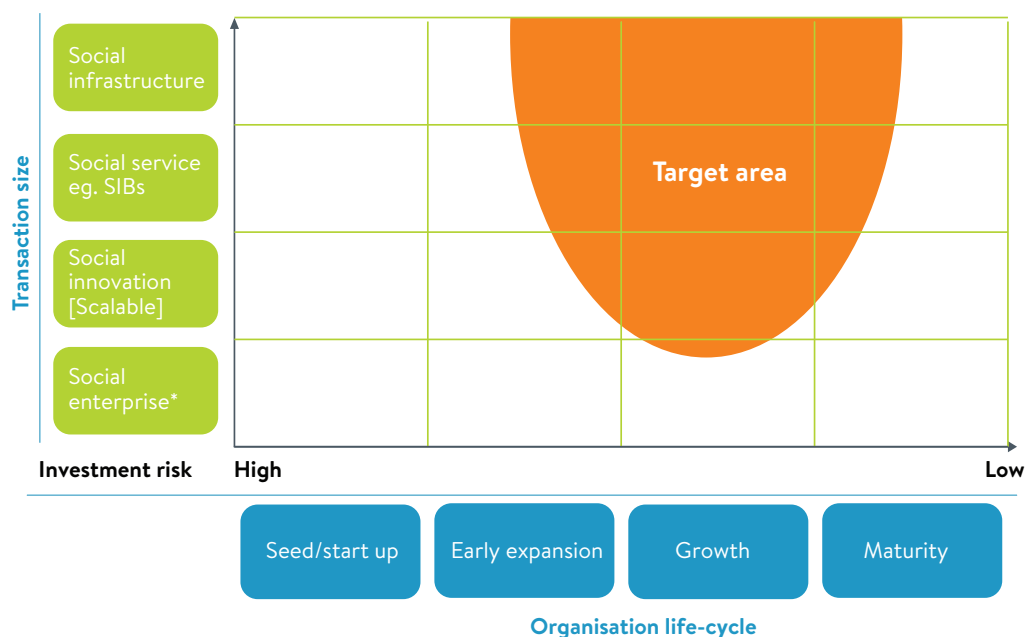 Transaction size
Social
infrastructure
Social service
eg. SIBs
Social
innovation
[Scalable]
Social
enterprise*
Target area
Investment risk
High
Low
Seed/start up
Early expansion
Growth
Maturity
Organisation life-cycle